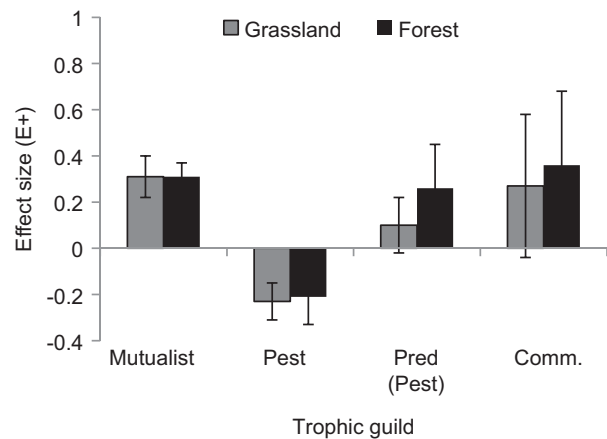 1
Grassland
Forest
0.8
0.6
0.4
0.2
0
-0.2
-0.4
Effect size (E+)
Mutualist
Pest
Pred
(Pest)
Comm.
Trophic guild